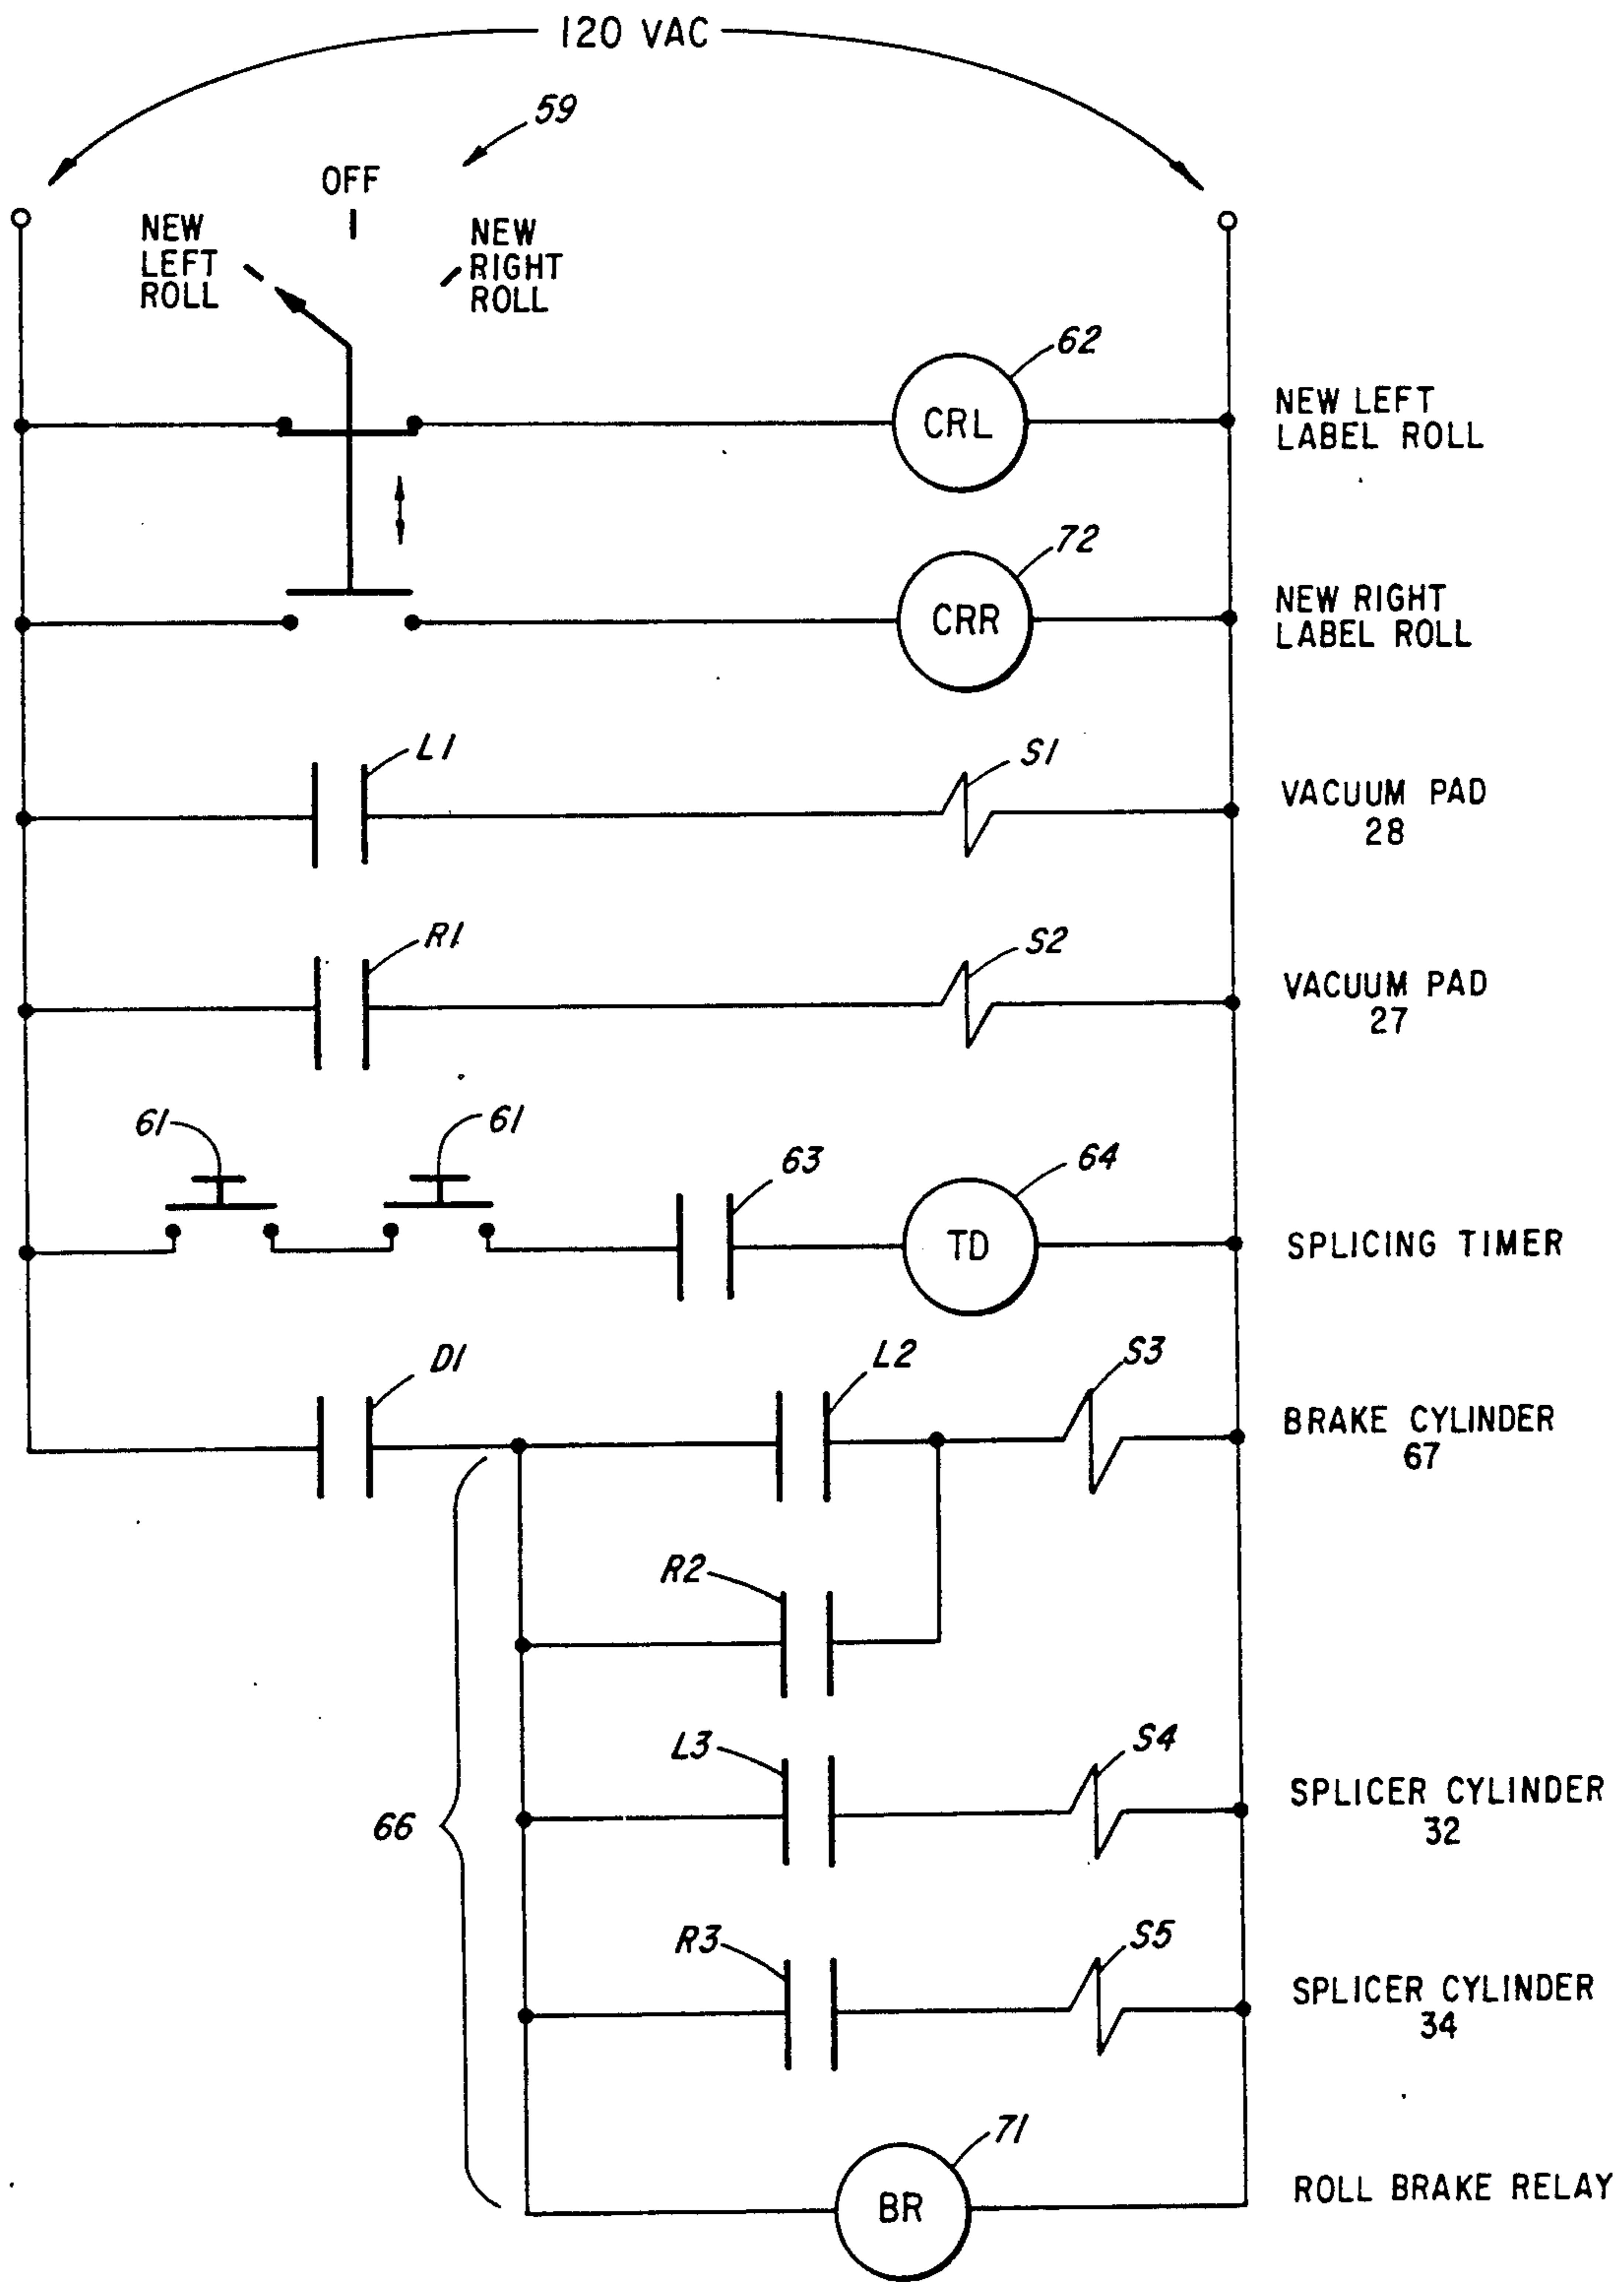 120 VAC
59
OFF
NEW
LEFT
ROLL
NEW
RIGHT
ROLL
62
CRL
NEW LEFT
LABEL ROLL
72
CRR
NEW RIGHT
LABEL ROLL
L1
S1
VACUUM PAD
28
R1
S2
VACUUM PAD
27
61
61
63
64
TD
SPLICING TIMER
D1
L2
S3
BRAKE CYLINDER
67
R2
L3
S4
SPLICER CYLINDER
32
66
R3
S5
SPLICER CYLINDER
34
71
BR
ROLL BRAKE RELAY